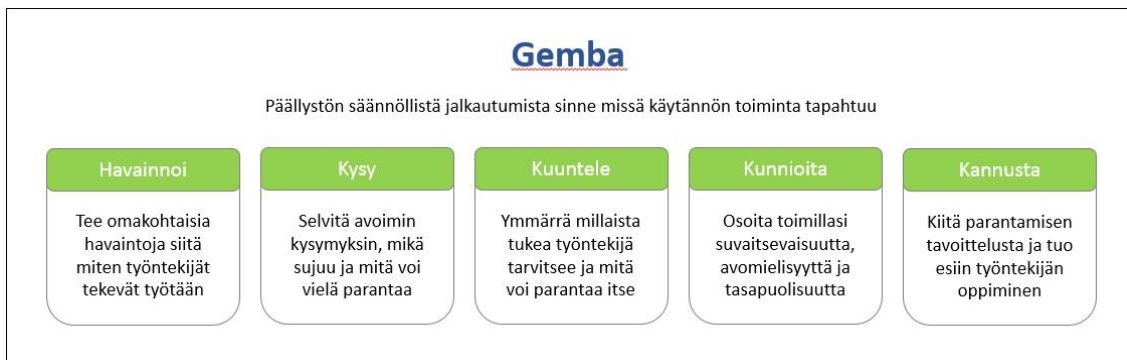 Gemba
Päällystön säännöllistä jalkautumista sinne missä käytännön toiminta tapahtuu
Havainnoi
Tee omakohtaisia
havaintoja siitä
miten työntekijät
tekevät työtään
Kysy
Selvitä avoimin
kysymyksin, mikä
sujuu ja mitä voi
vielä parantaa
Kuuntele
Ymmärrä millaista
tukea työntekijä
tarvitsee ja mitä
voi parantaa itse
Kunnioita
Osoita toimillasi
suvaitsevaisuutta,
avomielisyyttä ja
tasapuolisuutta
Kannusta
Kiitä parantamisen
tavoittelusta ja tuo
esiin työntekijän
oppiminen